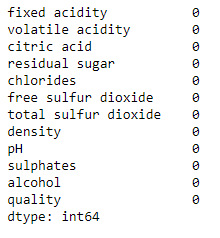 fixed acidity 0
volatile acidity 0
citric acid 0
residual sugar 0
chlorides 0
free sulfur dioxide 0
total sulfur dioxide 0
density 0
pH 0
sulphates 0
alcohol 0
quality 0
dtype: int64